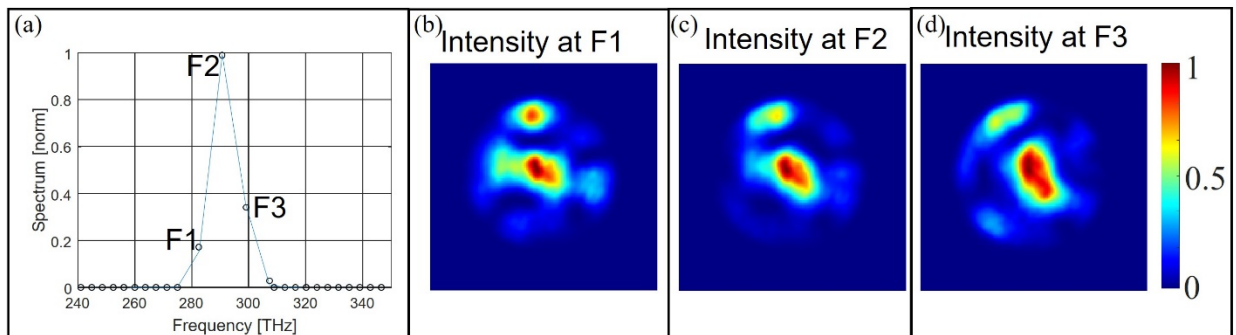 (a)
Spectrum [norm]
1
0.8
0.6
0.4
0.2
0
F2
F3
F1
240 260 280 300 320 340
Frequency [THz]
(b)
Intensity at F1
(c)
Intensity at F2
(d)
Intensity at F3
1
0.5
0